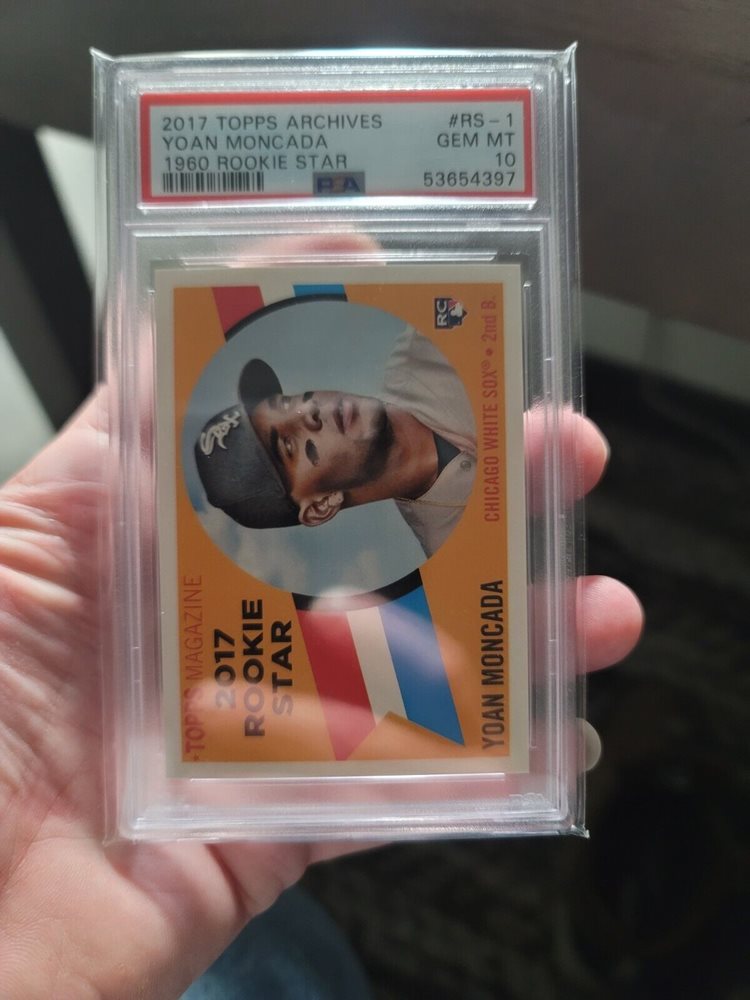 2017 TOPPS ARCHIVES #RS-1
YOAN MONCADA GEM MT
1960 ROOKIE STAR 10
PSA 53654397
RC
Sox
CHICAGO WHITE SOX® • 2nd B.
★TOPPS MAGAZINE
2017
ROOKIE
STAR
YOAN MONCADA